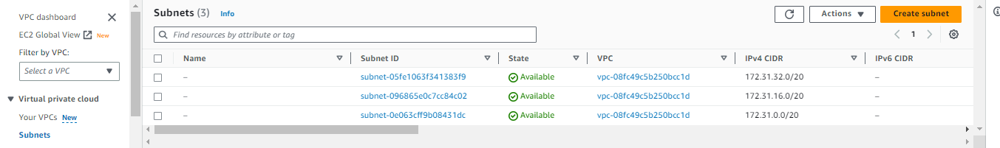 VPC dashboard
EC2 Global View New
Filter by VPC:
Select a VPC
Virtual private cloud
Your VPCs New
Subnets
Subnets (3) Info
Actions
Create subnet
Find resources by attribute or tag
1
Name Subnet ID State VPC IPv4 CIDR IPv6 CIDR
– subnet-05fe1063f341383f9 Available vpc-08fc49c5b250bcc1d 172.31.32.0/20 –
– subnet-096865e0c7cc84c02 Available vpc-08fc49c5b250bcc1d 172.31.16.0/20 –
– subnet-0e063cff9b08431dc Available vpc-08fc49c5b250bcc1d 172.31.0.0/20 –